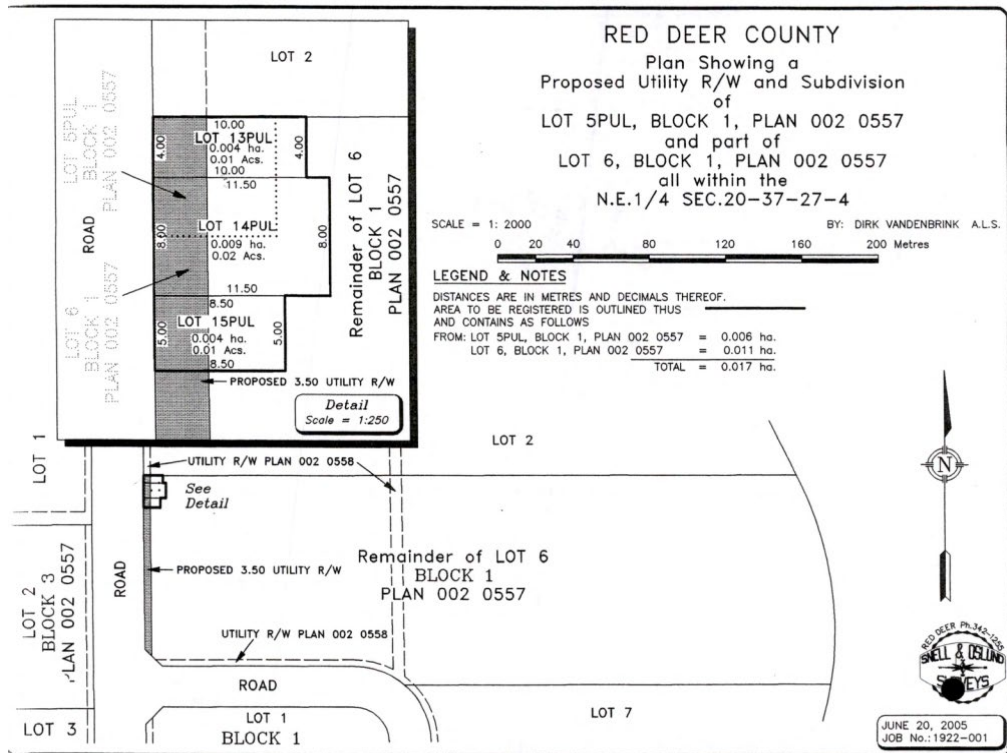 RED DEER COUNTY
Plan Showing a
Proposed Utility R/W and Subdivision
of
LOT 5PUL, BLOCK 1, PLAN 002 0557
and part of
LOT 6, BLOCK 1, PLAN 002 0557
all within the
N.E.1/4 SEC.20-37-27-4
SCALE = 1: 2000
BY: DIRK VANDENBRINK A.L.S.
0 20 40 80 120 160 200 Metres
LEGEND & NOTES
DISTANCES ARE IN METRES AND DECIMALS THEREOF.
AREA TO BE REGISTERED IS OUTLINED THUS
AND CONTAINS AS FOLLOWS
FROM: LOT 5PUL, BLOCK 1, PLAN 002 0557 = 0.006 ha.
LOT 6, BLOCK 1, PLAN 002 0557 = 0.011 ha.
TOTAL = 0.017 ha.
LOT 2
LOT 5PUL
BLOCK 1
PLAN 002 0557
LOT 6
BLOCK 1
PLAN 002 0557
ROAD
10.00
LOT 13PUL
4.00
0.004 ha.
0.01 Acs.
4.00
10.00
11.50
LOT 14PUL
8.00
0.009 ha.
0.02 Acs.
8.00
11.50
8.50
LOT 15PUL
5.00
0.004 ha.
0.01 Acs.
5.00
8.50
Remainder of LOT 6
BLOCK 1
PLAN 002 0557
PROPOSED 3.50 UTILITY R/W
Detail
Scale = 1:250
LOT 1
UTILITY R/W PLAN 002 0558
LOT 2
See
Detail
LOT 2
BLOCK 3
PLAN 002 0557
ROAD
PROPOSED 3.50 UTILITY R/W
Remainder of LOT 6
BLOCK 1
PLAN 002 0557
UTILITY R/W PLAN 002 0558
ROAD
LOT 3
LOT 1
BLOCK 1
LOT 7
N
RED DEER Ph.342-1255
SNELL & OSLUND
SURVEYS
JUNE 20, 2005
JOB No.:1922-001